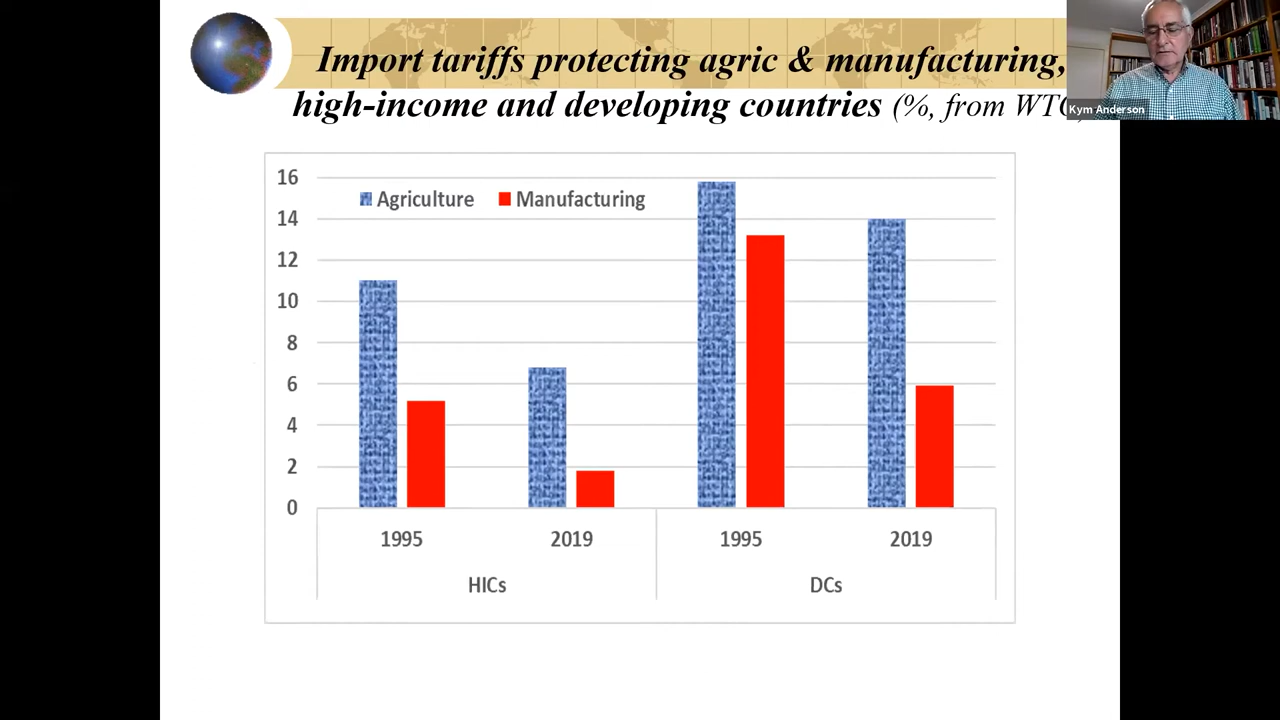 Import tariffs protecting agric & manufacturing,
high-income and developing countries (%, from
Kym Anderson
Agriculture Manufacturing
16
14
12
10
8
6
4
2
0
1995 2019 1995 2019
HICs DCs